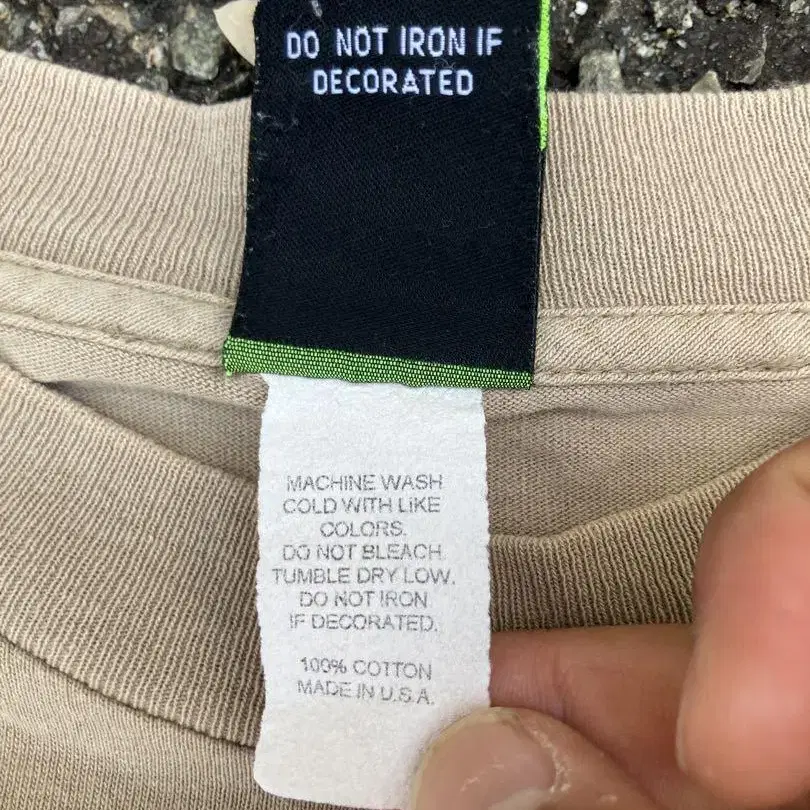 DO NOT IRON IF
DECORATED
MACHINE WASH
COLD WITH LIKE
COLORS.
DO NOT BLEACH
TUMBLE DRY LOW.
DO NOT IRON
IF DECORATED.
100% COTTON
MADE IN U.S.A.